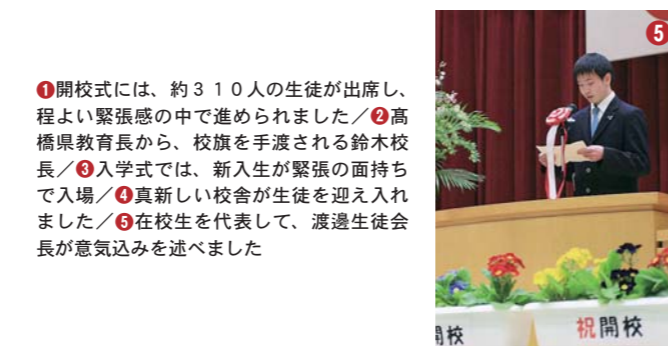 ❶開校式には、約３１０人の生徒が出席し、
程よい緊張感の中で進められました／❷髙
橋県教育長から、校旗を手渡される鈴木校
長／❸入学式では、新入生が緊張の面持ち
で入場／❹真新しい校舎が生徒を迎え入れ
ました／❺在校生を代表して、渡邊生徒会
長が意気込みを述べました
❺
開校
祝開校